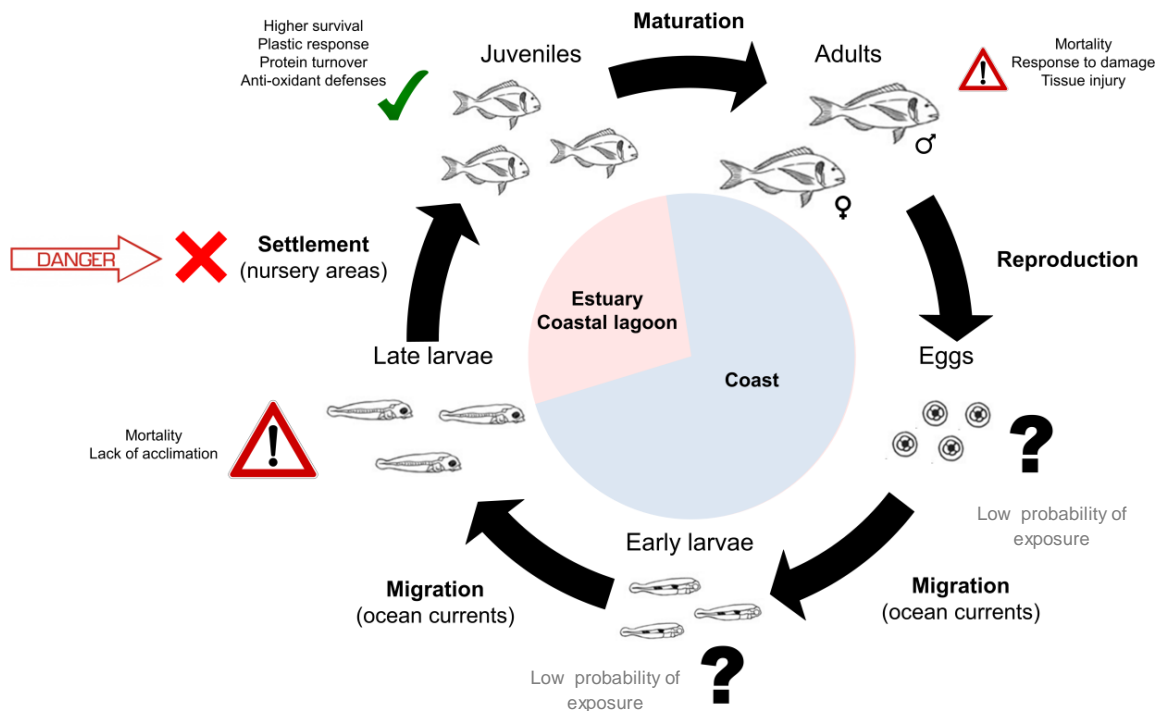 Higher survival
Plastic response
Protein turnover
Anti-oxidant defenses
Juveniles
Maturation
Adults
Mortality
Response to damage
Tissue injury
♂
♀
DANGER
Settlement
(nursery areas)
Estuary
Coastal lagoon
Coast
Reproduction
Late larvae
Eggs
Mortality
Lack of acclimation
!
!
?
Low probability of
exposure
Early larvae
Migration
(ocean currents)
Migration
(ocean currents)
?
Low probability of
exposure